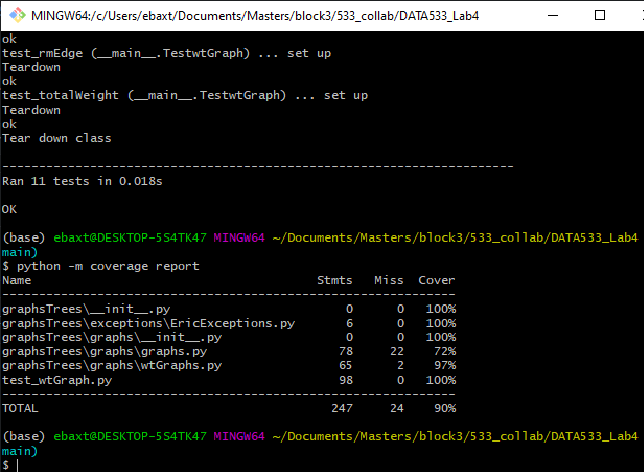 MINGW64:/c/Users/ebaxt/Documents/Masters/block3/533_collab/DATA533_Lab4
ok
test_rmEdge (__main__.TestwtGraph) ... set up
Teardown
ok
test_totalWeight (__main__.TestwtGraph) ... set up
Teardown
ok
Tear down class
----------------------------------------------------------------------
Ran 11 tests in 0.018s
OK
(base) ebaxt@DESKTOP-5S4TK47 MINGW64 ~/Documents/Masters/block3/533_collab/DATA533_Lab4
main)
$ python -m coverage report
Name Stmts Miss Cover
--------------------------------------------------------------
graphsTrees\__init__.py 0 0 100%
graphsTrees\exceptions\EricExceptions.py 6 0 100%
graphsTrees\graphs\__init__.py 0 0 100%
graphsTrees\graphs\graphs.py 78 22 72%
graphsTrees\graphs\wtGraphs.py 65 2 97%
test_wtGraph.py 98 0 100%
--------------------------------------------------------------
TOTAL 247 24 90%
(base) ebaxt@DESKTOP-5S4TK47 MINGW64 ~/Documents/Masters/block3/533_collab/DATA533_Lab4
main)
$